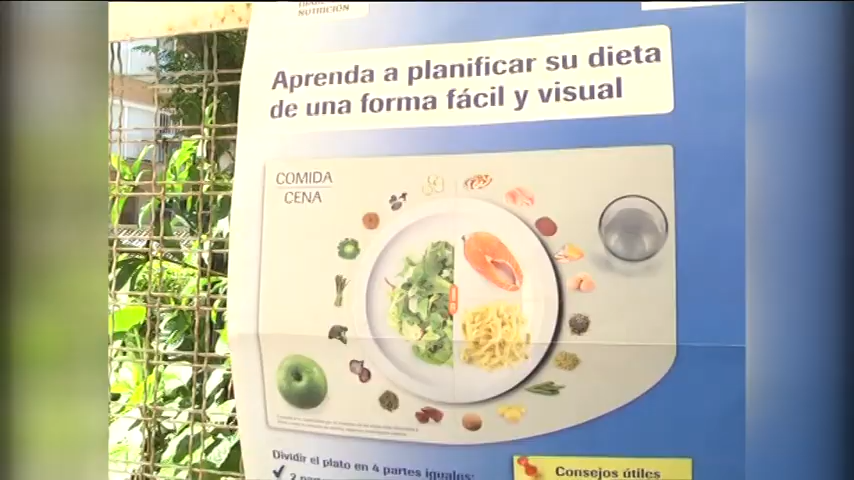 NUTRICIÓN
Aprenda a planificar su dieta
de una forma fácil y visual
COMIDA
CENA
Dividir el plato en 4 partes iguales:
✔ 2
Consejos útiles